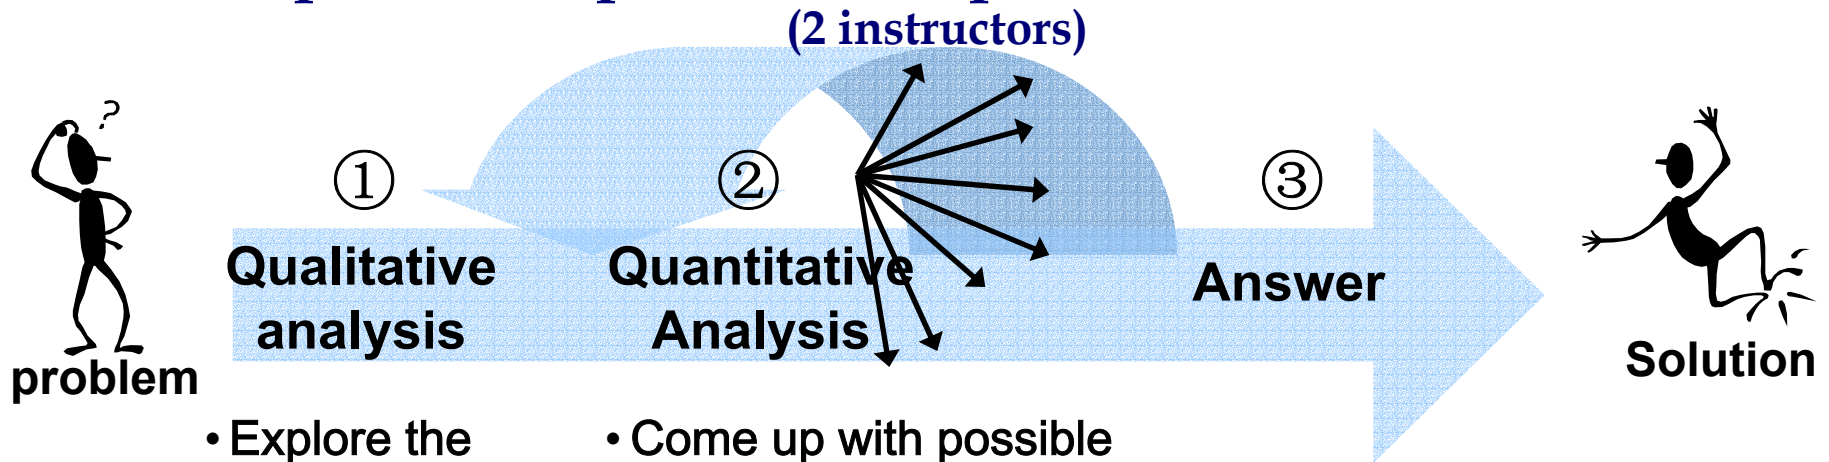 (2 instructors)
?
① ② ③
Qualitative analysis
Quantitative Analysis
Answer
problem
Solution
• Explore the
• Come up with possible